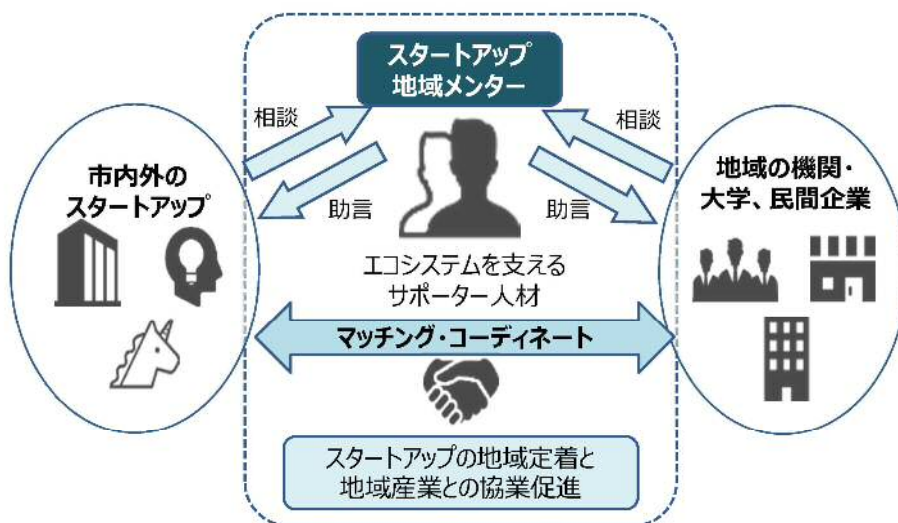 スタートアップ
地域メンター
相談
相談
市内外の
スタートアップ
地域の機関・
大学、民間企業
助言
助言
エコシステムを支える
サポーター人材
マッチング・コーディネート
スタートアップの地域定着と
地域産業との協業促進